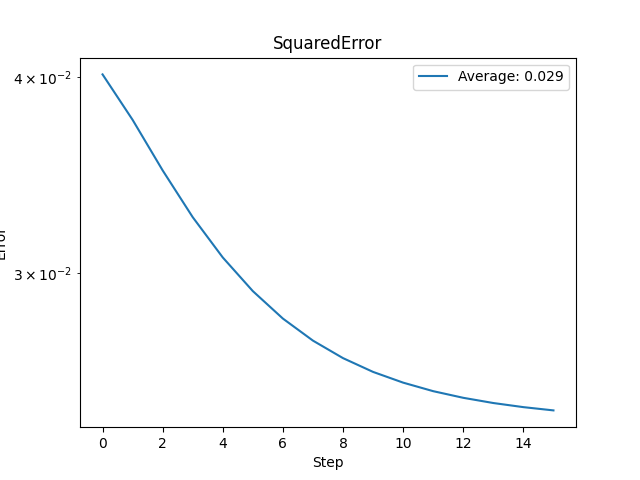 SquaredError
Average: 0.029
4 × 10⁻²
3 × 10⁻²
Error
0 2 4 6 8 10 12 14
Step